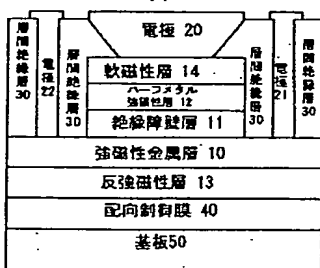 電極 20
層間絶縁層 30
電極 22
層間絶縁層 30
軟磁性層 14
ハーフメタル
強磁性層 12
絶縁障壁層 11
層間絶縁層 30
電極 21
層間絶縁層 30
強磁性金属層 10
反強磁性層 13
配向制御膜 40
基板50